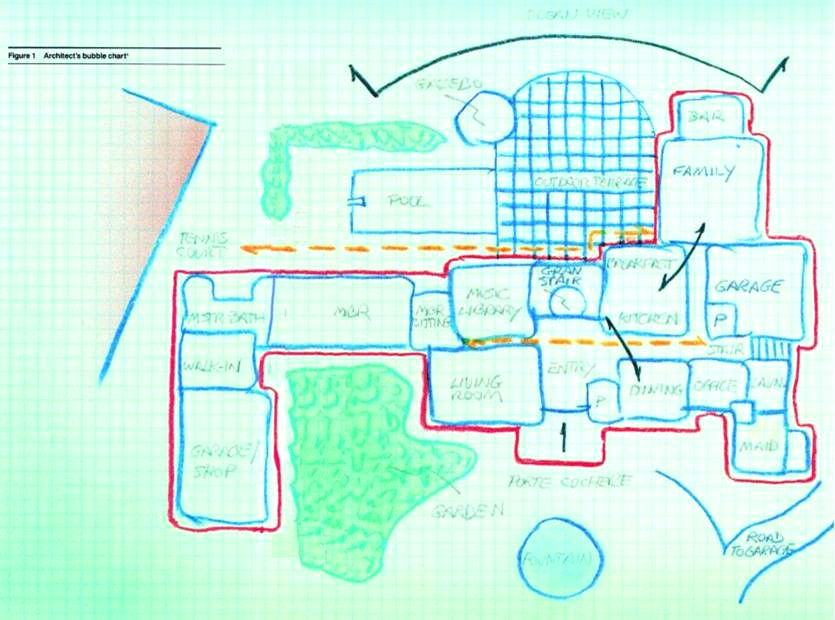 OCEAN VIEW
Figure 1 Architect's bubble chart
GAZEBO
BAR
FAMILY
OUTDOOR TERRACE
POOL
TENNIS
COURT
BREAKFAST
GRAN
STAIR
GARAGE
MUSIC
LIBRARY
MSTR BATH
MBR
MBR
SITTING
KITCHEN
P
STAIR
WALK-IN
ENTRY
LIVING
ROOM
P
DINING
OFFICE
LAUN
GARAGE/
SHOP
MAID
PORTE COCHERE
GARDEN
ROAD
TO GARAGE
FOUNTAIN